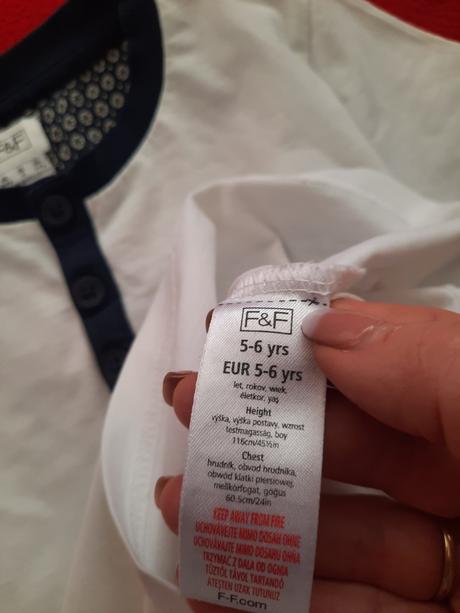 F&F
F&F
5-6 yrs
EUR 5-6 yrs
let, rokov, wiek,
életkor, yaş
Height
výška, výška postavy, wzrost
testmagasság, boy
116cm/45½in
Chest
hrudník, obvod hrudníka,
obwód klatki piersiowej,
mellkörfogat, göğüs
60.5cm/24in
KEEP AWAY FROM FIRE
UCHOVÁVEJTE MIMO DOSAH OHNĚ
UCHOVÁVAJTE MIMO DOSAHU OHŇA
TRZYMAĆ Z DALA OD OGNIA
TŰZTŐL TÁVOL TARTANDÓ
ATEŞTEN UZAK TUTUNUZ
F-F.com